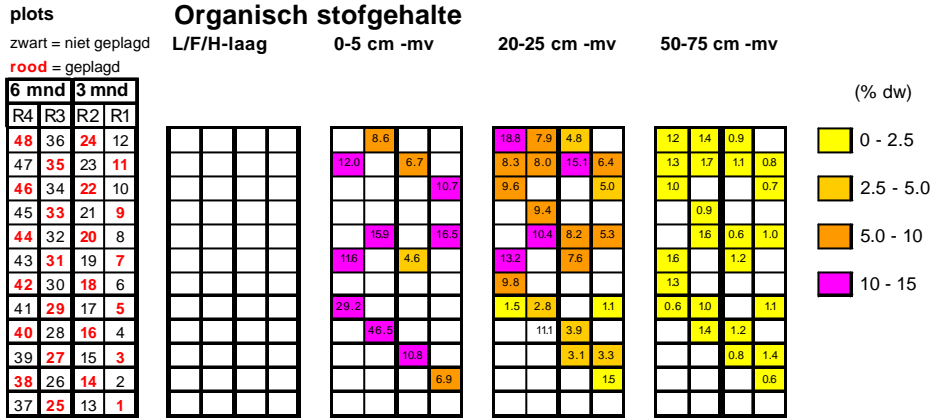 plots Organisch stofgehalte
zwart = niet geplagd L/F/H-laag 0-5 cm -mv 20-25 cm -mv 50-75 cm -mv
rood = geplagd
6 mnd 3 mnd (% dw)
R4 R3 R2 R1
48 36 24 12 8.6 18.8 7.9 4.8 1.2 1.4 0.9 0 - 2.5
47 35 23 11 12.0 6.7 8.3 8.0 15.1 6.4 1.3 1.7 1.1 0.8
46 34 22 10 10.7 9.6 5.0 1.0 0.7 2.5 - 5.0
45 33 21 9 9.4 0.9
44 32 20 8 15.9 16.5 10.4 8.2 5.3 1.6 0.6 1.0 5.0 - 10
43 31 19 7 11.6 4.6 13.2 7.6 1.6 1.2
42 30 18 6 9.8 1.3 10 - 15
41 29 17 5 29.2 1.5 2.8 1.1 0.6 1.0 1.1
40 28 16 4 46.5 11.1 3.9 1.4 1.2
39 27 15 3 10.8 3.1 3.3 0.8 1.4
38 26 14 2 6.9 1.5 0.6
37 25 13 1